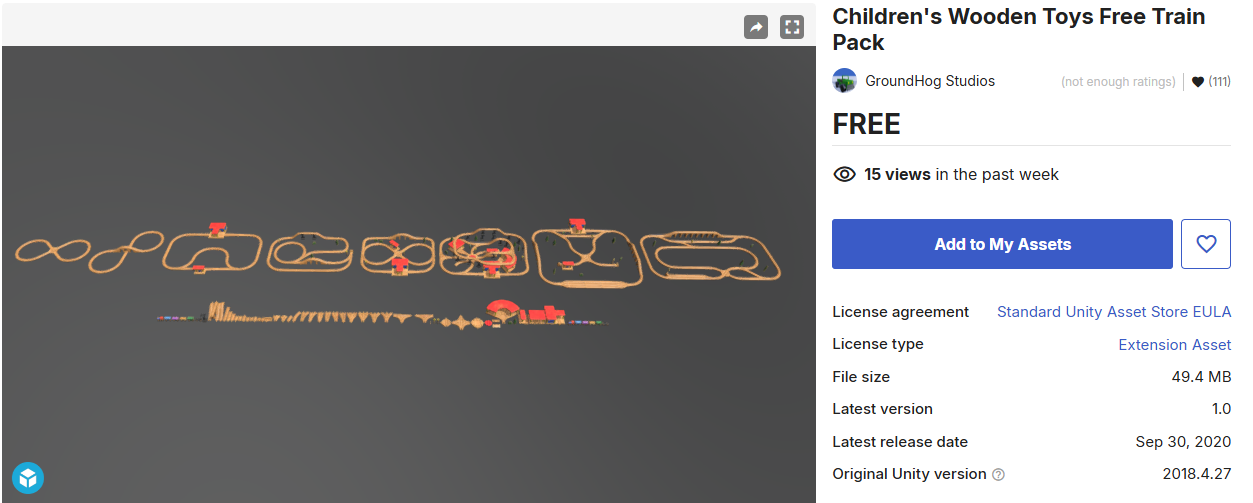 Children's Wooden Toys Free Train
Pack
GroundHog Studios (not enough ratings) (111)
FREE
15 views in the past week
Add to My Assets
License agreement Standard Unity Asset Store EULA
License type Extension Asset
File size 49.4 MB
Latest version 1.0
Latest release date Sep 30, 2020
Original Unity version ? 2018.4.27